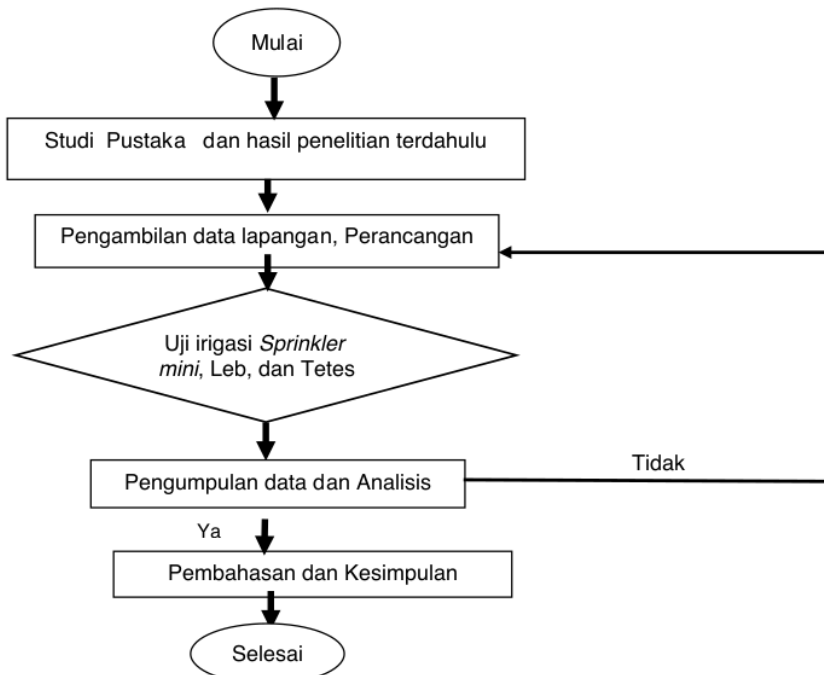 Mulai
Studi Pustaka dan hasil penelitian terdahulu
Pengambilan data lapangan, Perancangan
Uji irigasi Sprinkler
mini, Leb, dan Tetes
Pengumpulan data dan Analisis
Tidak
Ya
Pembahasan dan Kesimpulan
Selesai